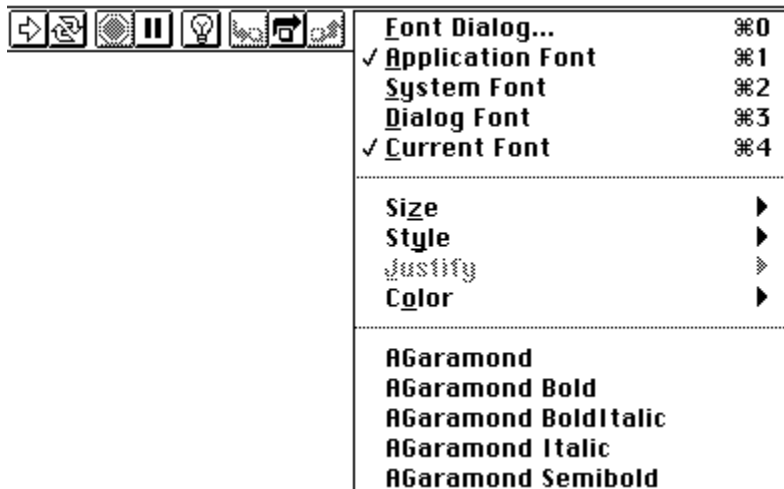 Font Dialog... ⌘0
✓ Application Font ⌘1
System Font ⌘2
Dialog Font ⌘3
✓ Current Font ⌘4
Size
Style
Justify
Color
AGaramond
AGaramond Bold
AGaramond BoldItalic
AGaramond Italic
AGaramond Semibold